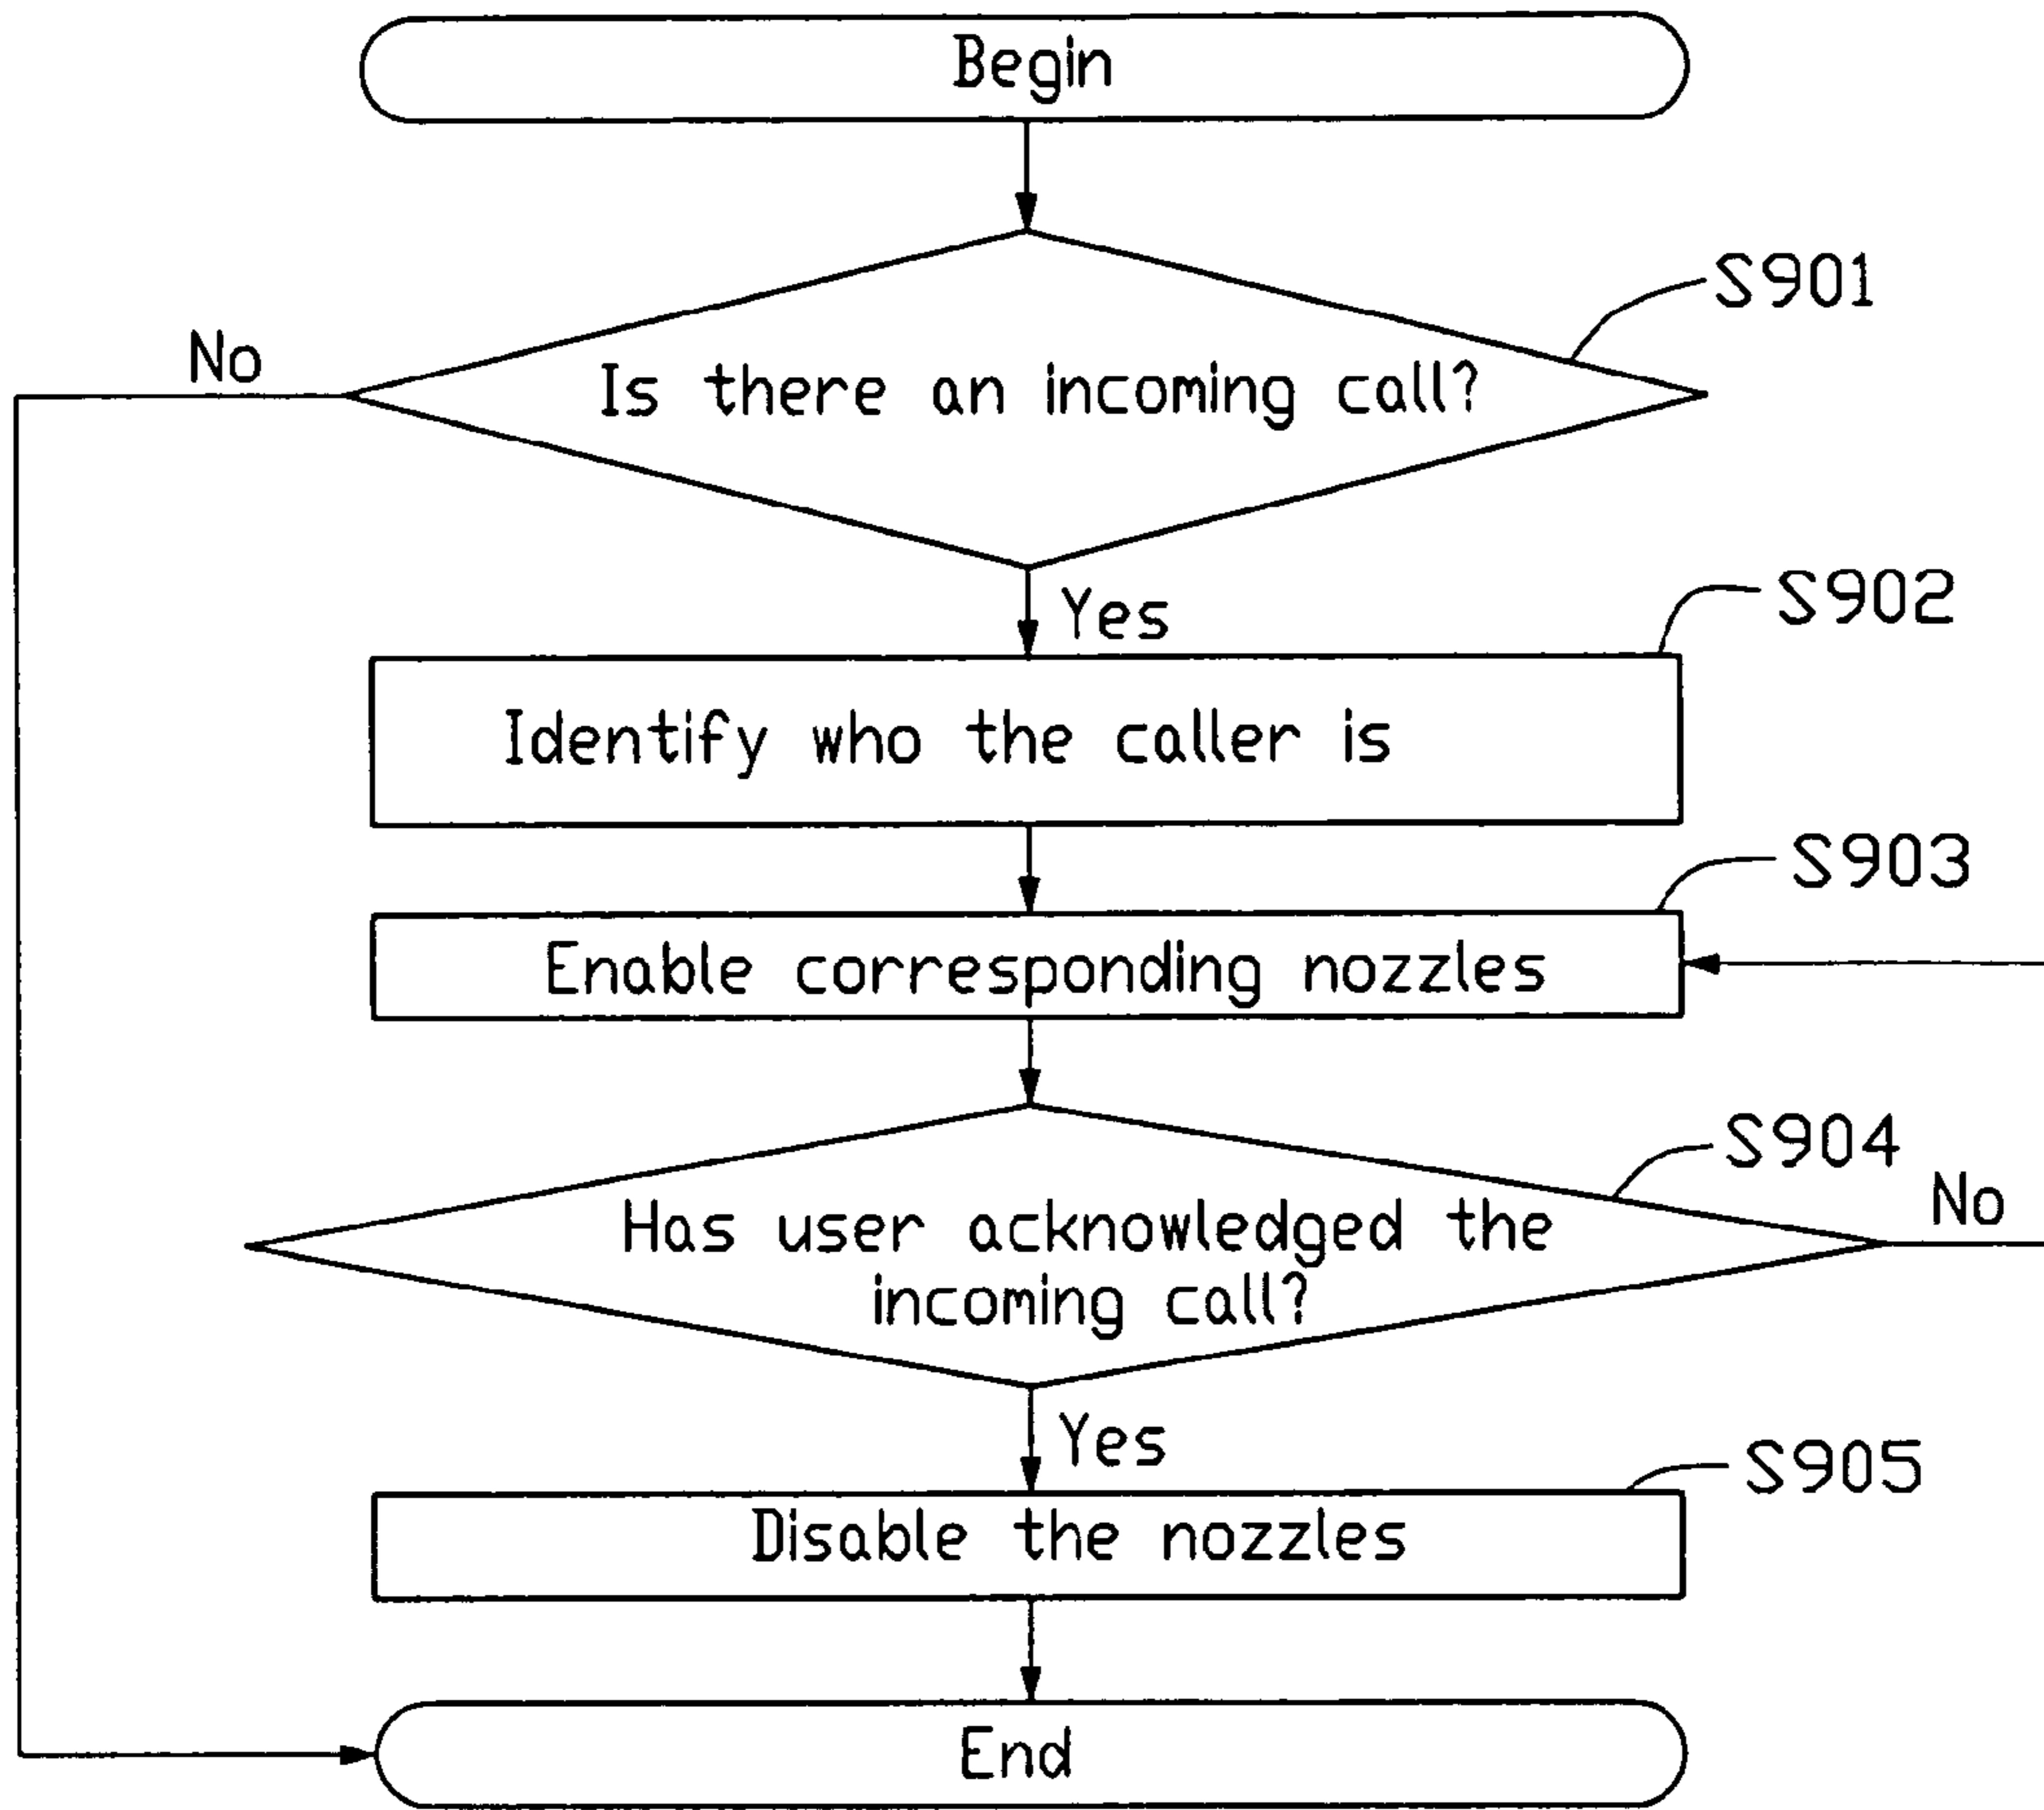 Begin
S901
No
Is there an incoming call?
Yes
S902
Identify who the caller is
S903
Enable corresponding nozzles
S904
No
Has user acknowledged the
incoming call?
Yes
S905
Disable the nozzles
End